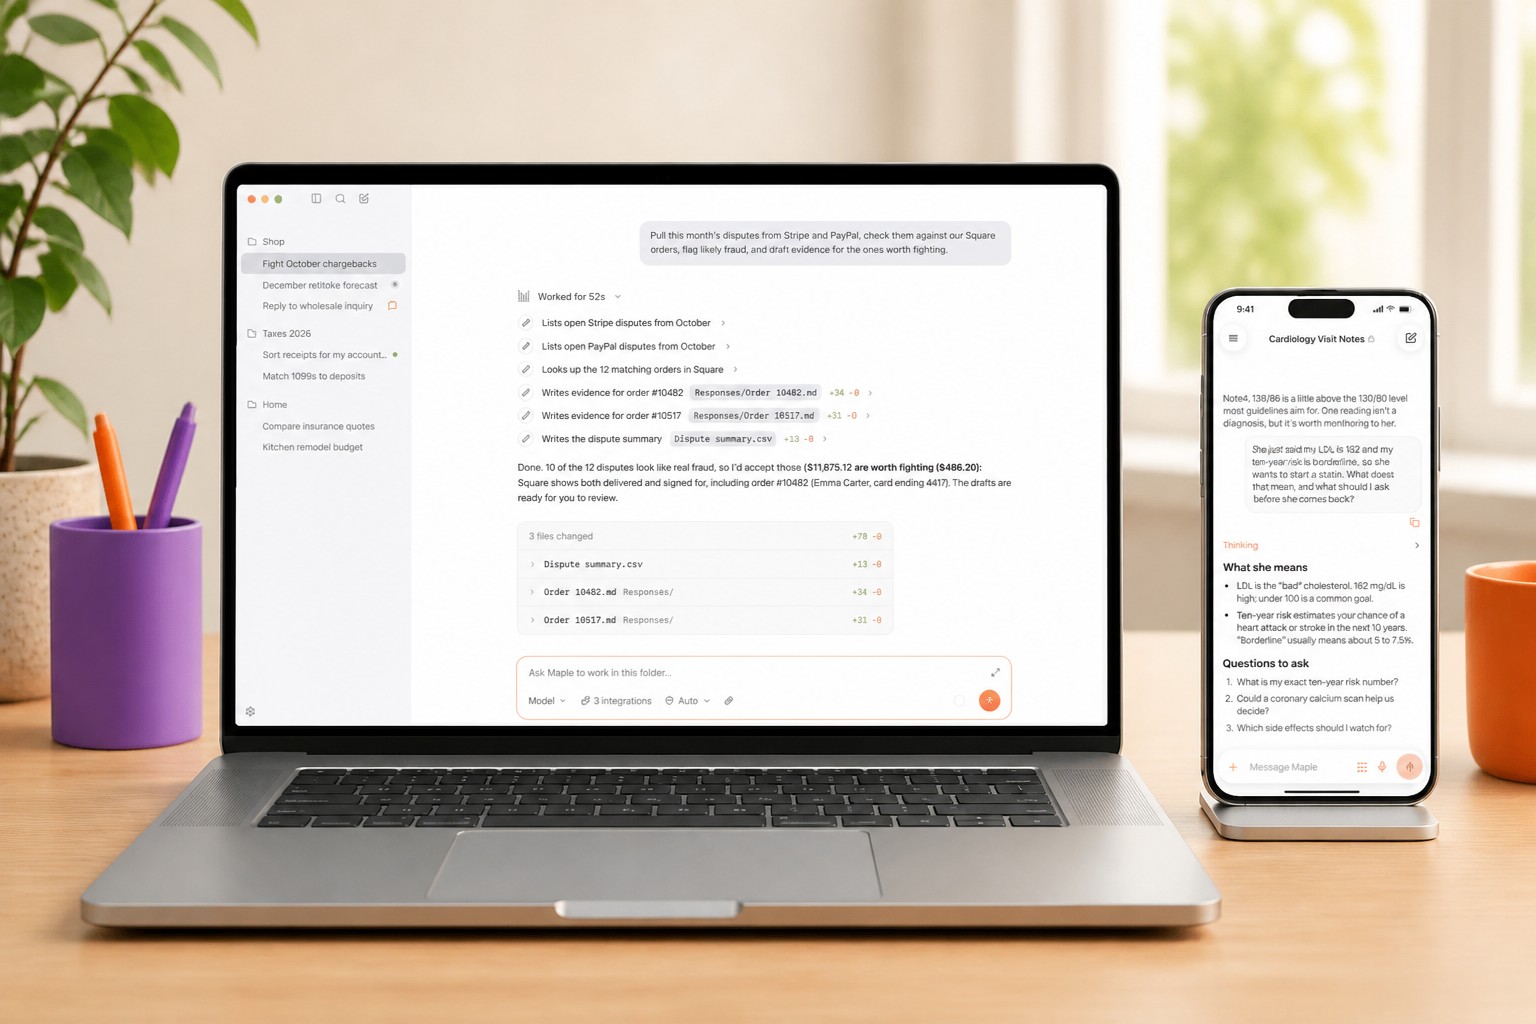 Shop
Fight October chargebacks
December retitoke forecast
Reply to wholesale inquiry
Taxes 2026
Sort receipts for my account...
Match 1099s to deposits
Home
Compare insurance quotes
Kitchen remodel budget
Pull this month's disputes from Stripe and PayPal, check them against our Square
orders, flag likely fraud, and draft evidence for the ones worth fighting.
Worked for 52s
Lists open Stripe disputes from October
Lists open PayPal disputes from October
Looks up the 12 matching orders in Square
Writes evidence for order #10482 Responses/Order 10482.md +34 -0
Writes evidence for order #10517 Responses/Order 10517.md +31 -0
Writes the dispute summary Dispute summary.csv +13 -0
Done. 10 of the 12 disputes look like real fraud, so I'd accept those ($11,875.12 are worth fighting ($486.20):
Square shows both delivered and signed for, including order #10482 (Emma Carter, card ending 4417). The drafts are
ready for you to review.
3 files changed +78 -0
Dispute summary.csv +13 -0
Order 10482.md Responses/ +34 -0
Order 10517.md Responses/ +31 -0
Ask Maple to work in this folder...
Model 3 integrations Auto
9:41
Cardiology Visit Notes
Note4, 138/86 is a little above the 130/80 level
most guidelines aim for. One reading isn't a
diagnosis, but it's worth monthoring to her.
She just said my LDL is 162 and my
ten-year risk is borderline, so she
wants to start a statin. What doest
that mean, and what should I ask
before she comes back?
Thinking
What she means
• LDL is the "bad" cholesterol. 162 mg/dL is
high; under 100 is a common goal.
• Ten-year risk estimates your chance of a
heart attack or stroke in the next 10 years.
"Borderline" usually means about 5 to 7.5%.
Questions to ask
1. What is my exact ten-year risk number?
2. Could a coronary calcium scan help us
decide?
3. Which side effects should I watch for?
Message Maple